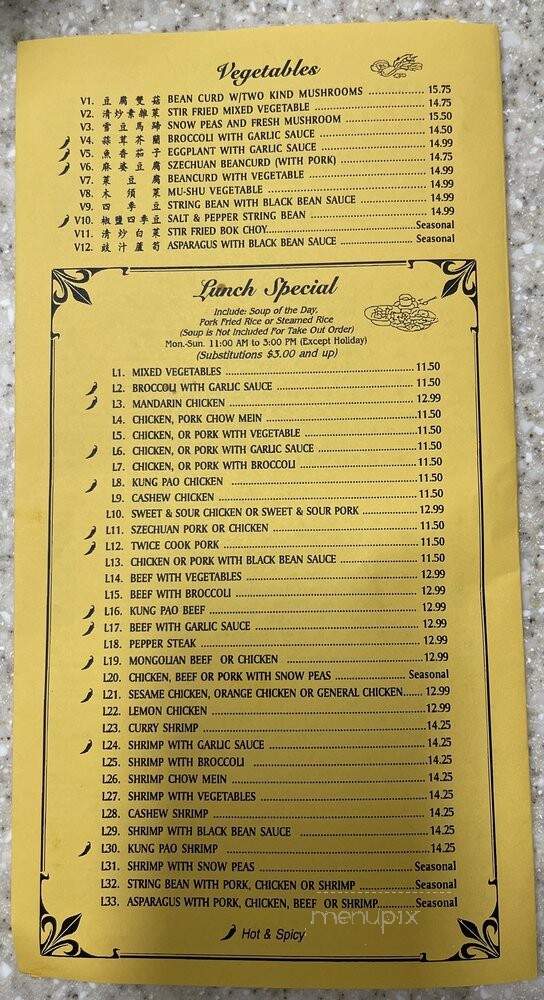 Vegetables
V1. 豆腐雙菇 BEAN CURD W/TWO KIND MUSHROOMS 15.75
V2. 清炒素雜菜 STIR FRIED MIXED VEGETABLE 14.75
V3. 雪豆馬蹄 SNOW PEAS AND FRESH MUSHROOM 15.50
V4. 蒜茸芥蘭 BROCCOLI WITH GARLIC SAUCE 14.50
V5. 魚香茄子 EGGPLANT WITH GARLIC SAUCE 14.99
V6. 麻婆豆腐 SZECHUAN BEANCURD (WITH PORK) 14.75
V7. 菜豆腐 BEANCURD WITH VEGETABLE 14.99
V8. 木須菜 MU-SHU VEGETABLE 14.99
V9. 四季豆 STRING BEAN WITH BLACK BEAN SAUCE 14.99
V10. 椒鹽四季豆 SALT & PEPPER STRING BEAN 14.99
V11. 清炒白菜 STIR FRIED BOK CHOY Seasonal
V12. 豉汁蘆筍 ASPARAGUS WITH BLACK BEAN SAUCE Seasonal
Lunch Special
Include: Soup of the Day,
Pork Fried Rice or Steamed Rice
(Soup is Not Included For Take Out Order)
Mon.-Sun. 11:00 AM to 3:00 PM (Except Holiday)
(Substitutions $3.00 and up)
L1. MIXED VEGETABLES 11.50
L2. BROCCOLI WITH GARLIC SAUCE 11.50
L3. MANDARIN CHICKEN 12.99
L4. CHICKEN, PORK CHOW MEIN 11.50
L5. CHICKEN, OR PORK WITH VEGETABLE 11.50
L6. CHICKEN, OR PORK WITH GARLIC SAUCE 11.50
L7. CHICKEN, OR PORK WITH BROCCOLI 11.50
L8. KUNG PAO CHICKEN 11.50
L9. CASHEW CHICKEN 11.50
L10. SWEET & SOUR CHICKEN OR SWEET & SOUR PORK 12.99
L11. SZECHUAN PORK OR CHICKEN 11.50
L12. TWICE COOK PORK 11.50
L13. CHICKEN OR PORK WITH BLACK BEAN SAUCE 11.50
L14. BEEF WITH VEGETABLES 12.99
L15. BEEF WITH BROCCOLI 12.99
L16. KUNG PAO BEEF 12.99
L17. BEEF WITH GARLIC SAUCE 12.99
L18. PEPPER STEAK 12.99
L19. MONGOLIAN BEEF OR CHICKEN 12.99
L20. CHICKEN, BEEF OR PORK WITH SNOW PEAS Seasonal
L21. SESAME CHICKEN, ORANGE CHICKEN OR GENERAL CHICKEN 12.99
L22. LEMON CHICKEN 12.99
L23. CURRY SHRIMP 14.25
L24. SHRIMP WITH GARLIC SAUCE 14.25
L25. SHRIMP WITH BROCCOLI 14.25
L26. SHRIMP CHOW MEIN 14.25
L27. SHRIMP WITH VEGETABLES 14.25
L28. CASHEW SHRIMP 14.25
L29. SHRIMP WITH BLACK BEAN SAUCE 14.25
L30. KUNG PAO SHRIMP 14.25
L31. SHRIMP WITH SNOW PEAS Seasonal
L32. STRING BEAN WITH PORK, CHICKEN OR SHRIMP Seasonal
L33. ASPARAGUS WITH PORK, CHICKEN, BEEF OR SHRIMP Seasonal
menupix
Hot & Spicy